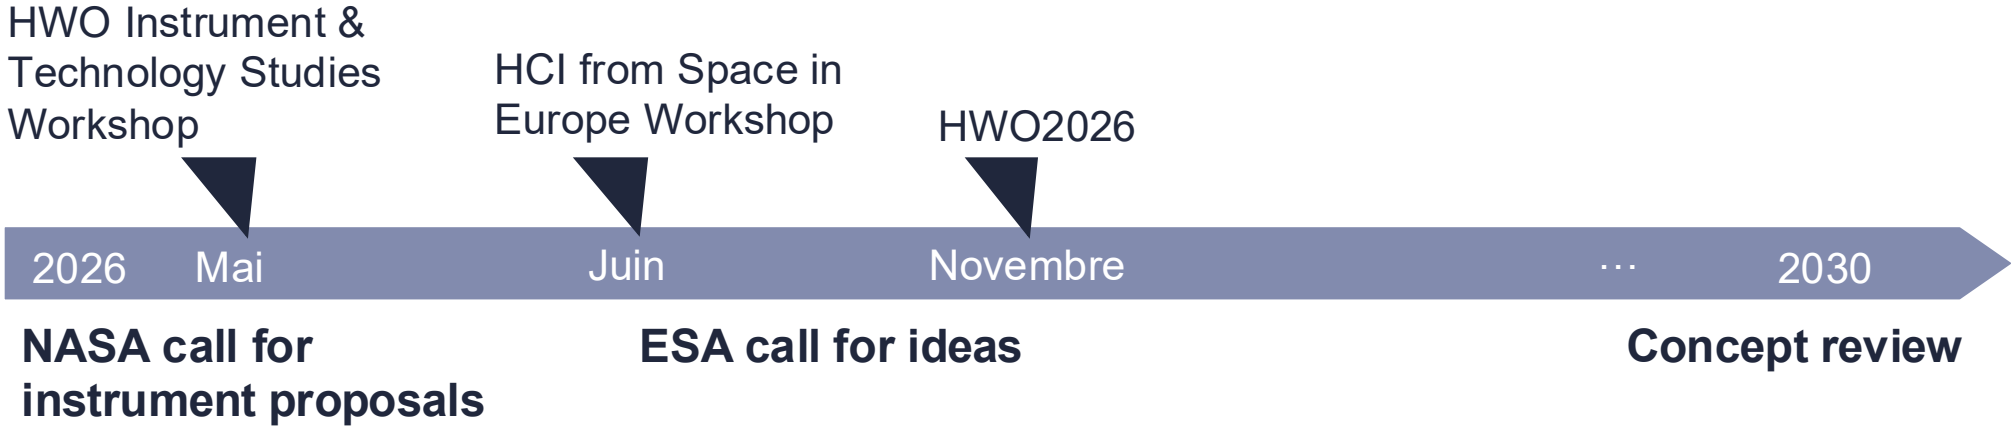 HWO Instrument &
Technology Studies
Workshop
HCI from Space in
Europe Workshop
HWO2026
2026 Mai Juin Novembre ... 2030
NASA call for
instrument proposals
ESA call for ideas
Concept review